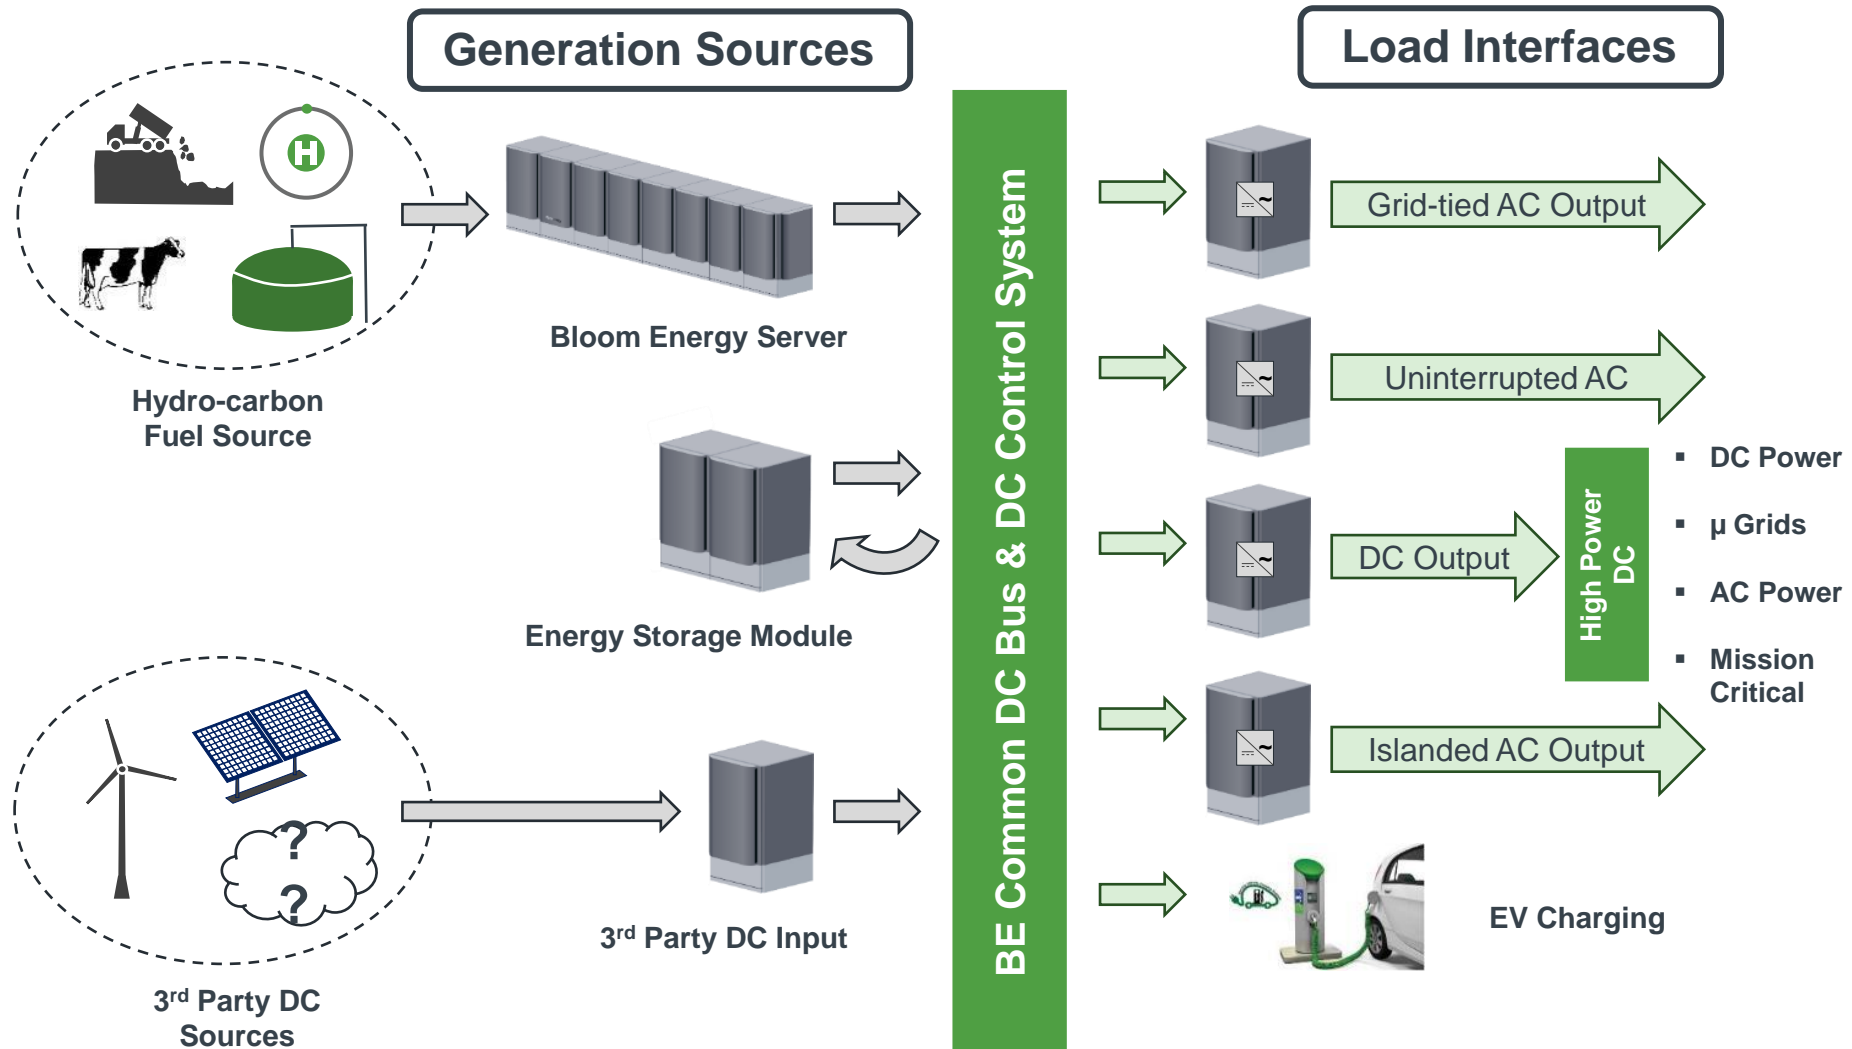 Generation Sources
Load Interfaces
H
Hydro-carbon
Fuel Source
Bloom Energy Server
Energy Storage Module
?
?
3rd Party DC
Sources
3rd Party DC Input
BE Common DC Bus & DC Control System
Grid-tied AC Output
Uninterrupted AC
DC Output
High Power
DC
▪ DC Power
▪ µ Grids
▪ AC Power
▪ Mission
Critical
Islanded AC Output
EV Charging